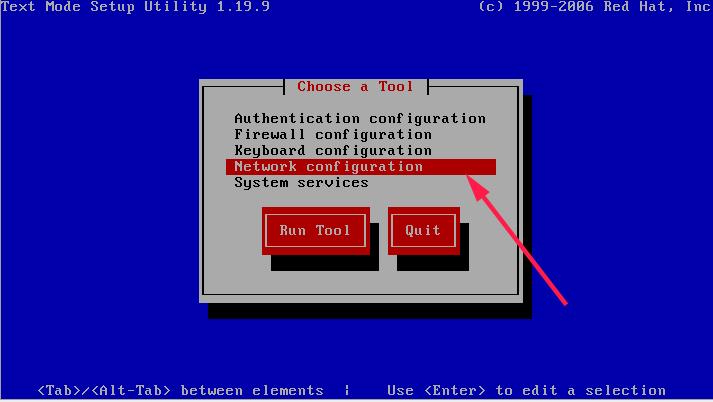 Text Mode Setup Utility 1.19.9 (c) 1999-2006 Red Hat, Inc
Choose a Tool
Authentication configuration
Firewall configuration
Keyboard configuration
Network configuration
System services
Run Tool Quit
<Tab>/<Alt-Tab> between elements ¦ Use <Enter> to edit a selection